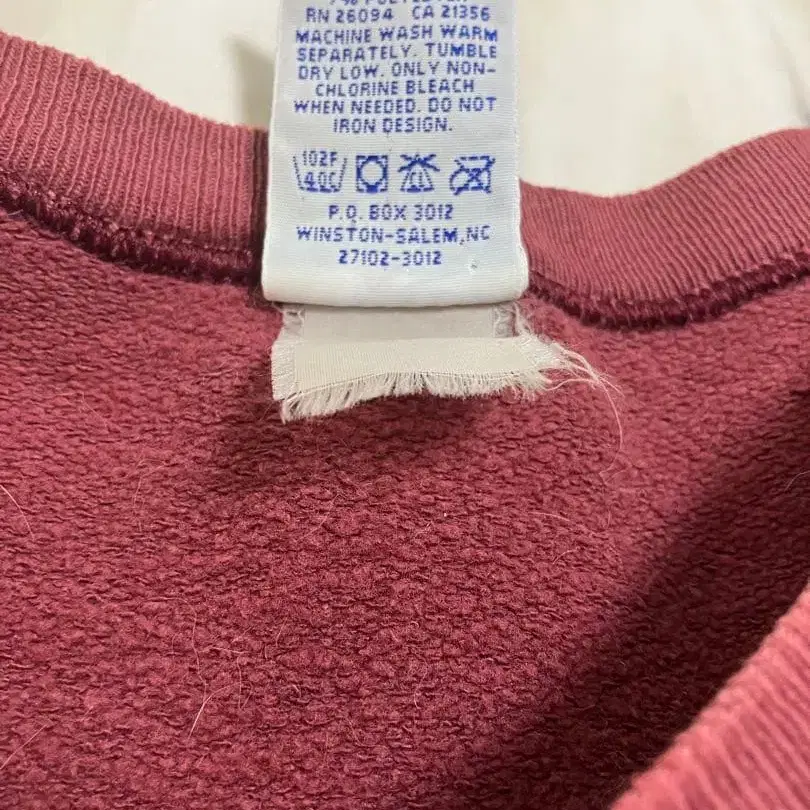 RN 26094 CA 21356
MACHINE WASH WARM
SEPARATELY. TUMBLE
DRY LOW. ONLY NON-
CHLORINE BLEACH
WHEN NEEDED. DO NOT
IRON DESIGN.
102F
40C
P.O. BOX 3012
WINSTON-SALEM,NC
27102-3012